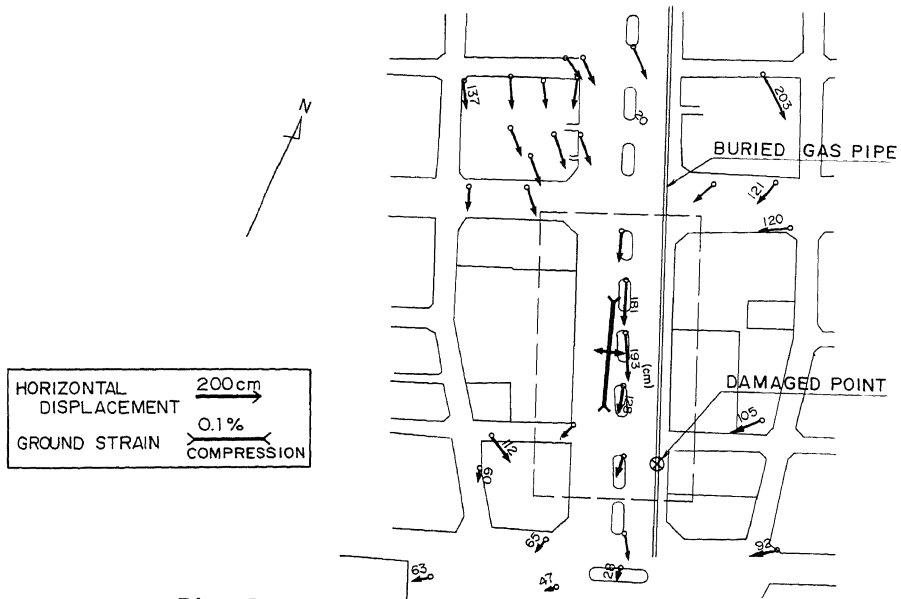 N
137
203
20
BURIED GAS PIPE
121
120
181
193
(cm)
128
DAMAGED POINT
HORIZONTAL
DISPLACEMENT
200cm
GROUND STRAIN
0.1%
COMPRESSION
105
112
60
65
92
63
47
28